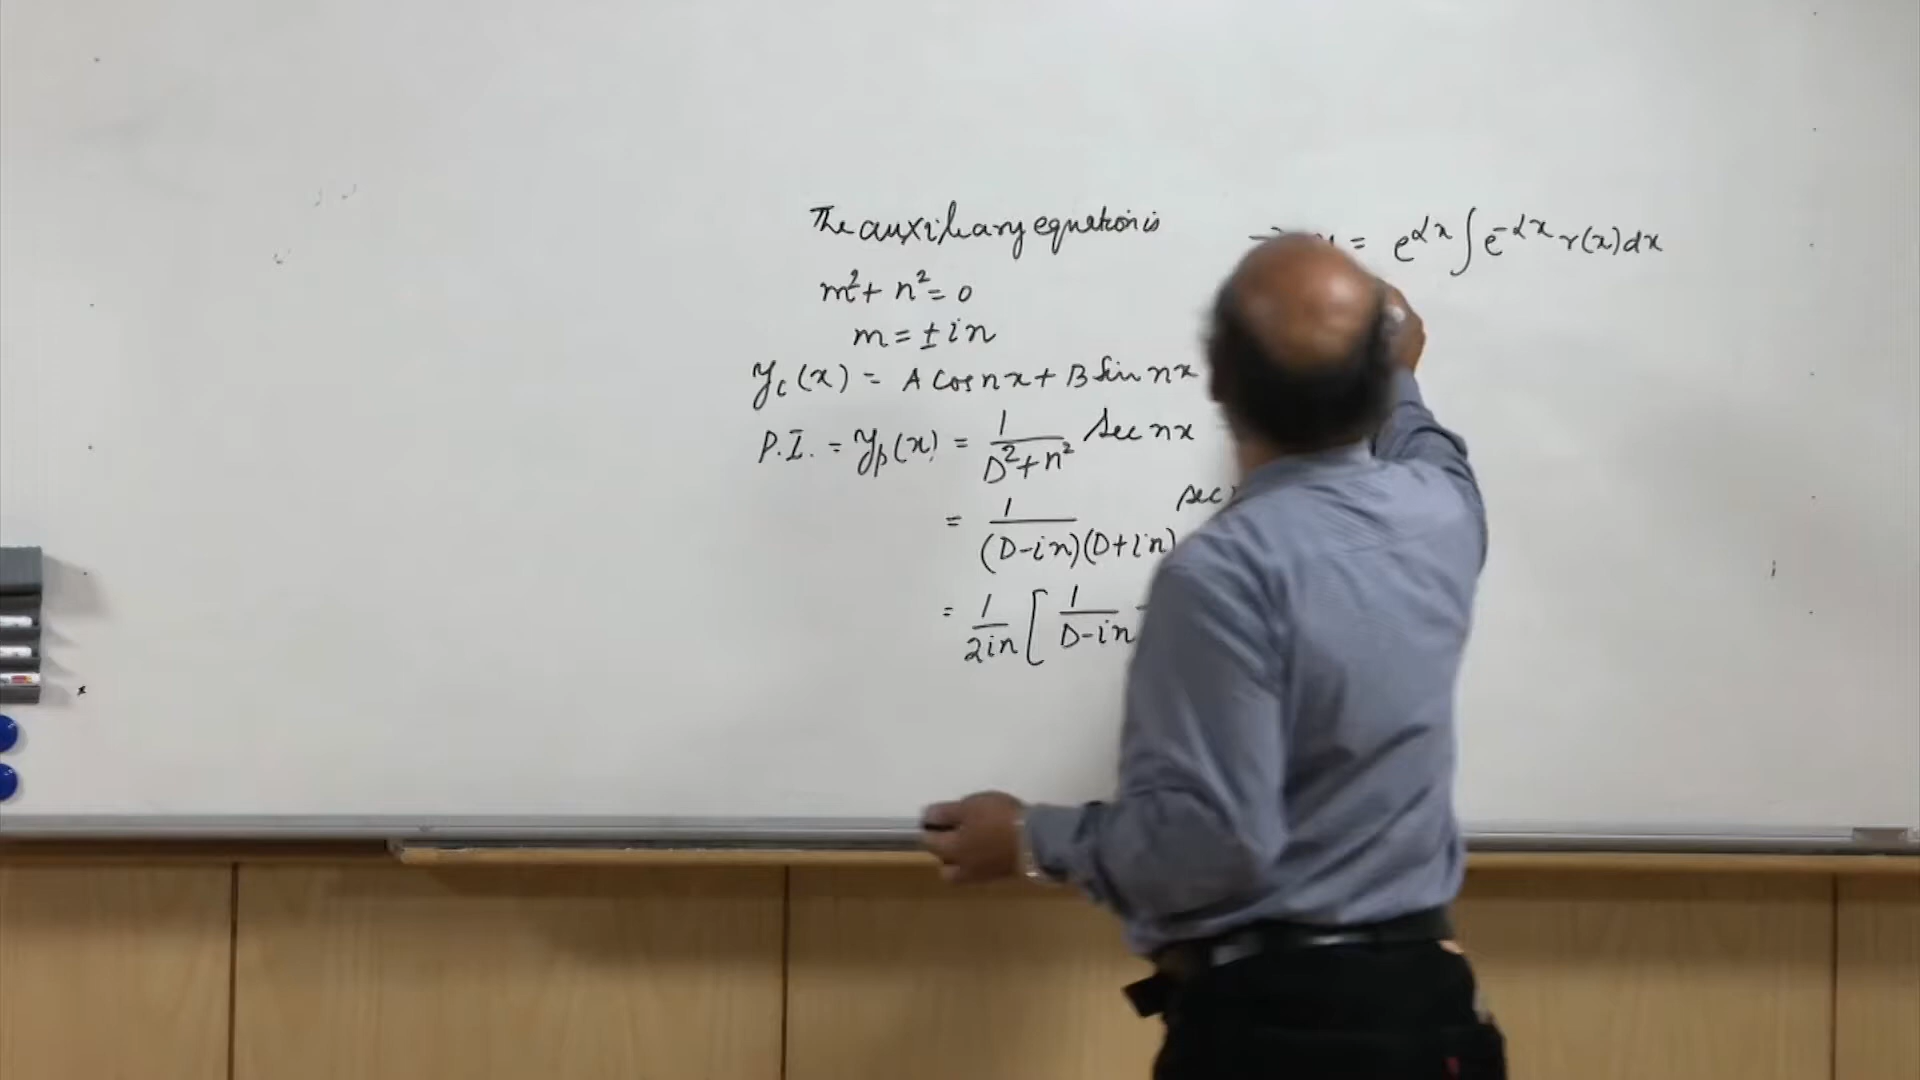 The auxiliary equation is
m² + n² = 0
m = ± in
y_c(x) = A cos nx + B Sin nx
P.I. = y_p(x) = 1/(D² + n²) Sec nx
= 1/((D-in)(D+in)) sec
= 1/(2in) [ 1/(D-in)
= e^{αx} ∫ e^{-αx} r(x) dx